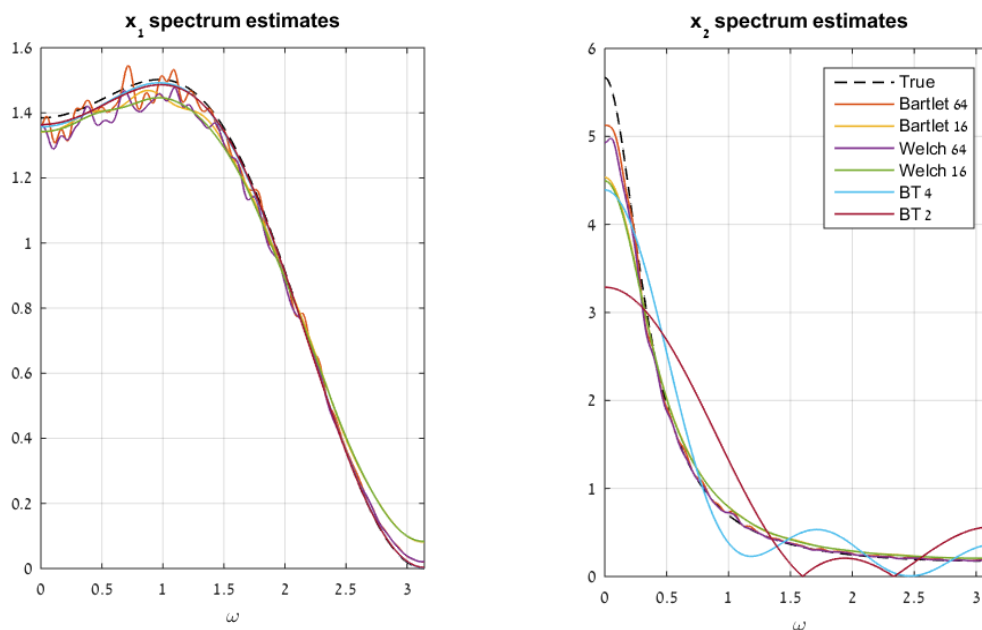 x1 spectrum estimates
1.6
1.4
1.2
1
0.8
0.6
0.4
0.2
0
0 0.5 1 1.5 2 2.5 3
ω
x2 spectrum estimates
6
5
4
3
2
1
0
0 0.5 1 1.5 2 2.5 3
ω
True
Bartlet 64
Bartlet 16
Welch 64
Welch 16
BT 4
BT 2